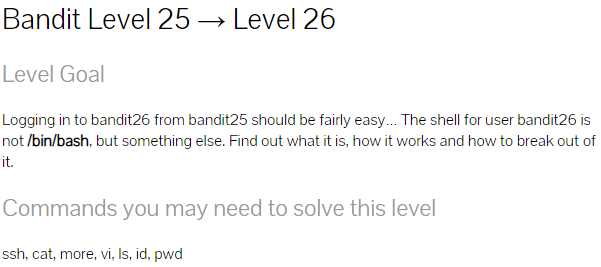 Bandit Level 25 → Level 26
Level Goal
Logging in to bandit26 from bandit25 should be fairly easy... The shell for user bandit26 is
not /bin/bash, but something else. Find out what it is, how it works and how to break out of
it.
Commands you may need to solve this level
ssh, cat, more, vi, ls, id, pwd